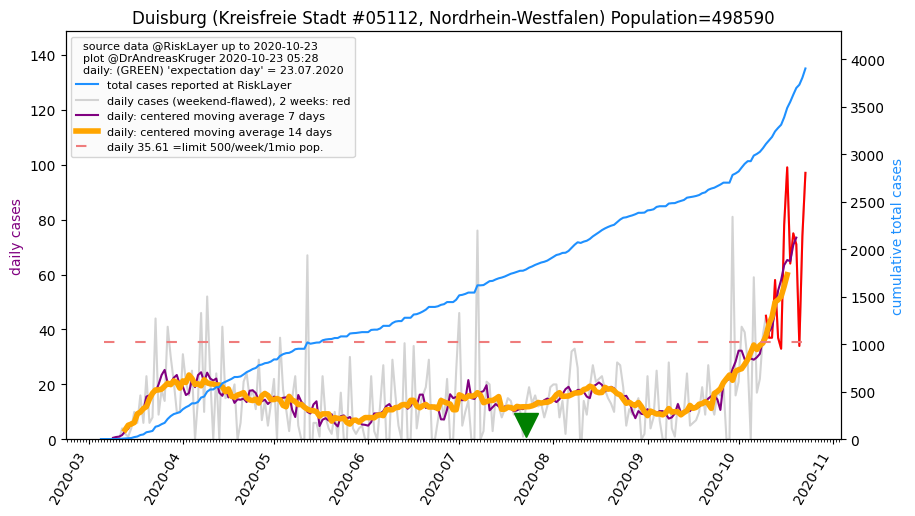 Duisburg (Kreisfreie Stadt #05112, Nordrhein-Westfalen) Population=498590
source data @RiskLayer up to 2020-10-23
plot @DrAndreasKruger 2020-10-23 05:28
daily: (GREEN) 'expectation day' = 23.07.2020
total cases reported at RiskLayer
daily cases (weekend-flawed), 2 weeks: red
daily: centered moving average 7 days
daily: centered moving average 14 days
daily 35.61 =limit 500/week/1mio pop.
daily cases
140
120
100
80
60
40
20
0
cumulative total cases
4000
3500
3000
2500
2000
1500
1000
500
0
2020-03
2020-04
2020-05
2020-06
2020-07
2020-08
2020-09
2020-10
2020-11